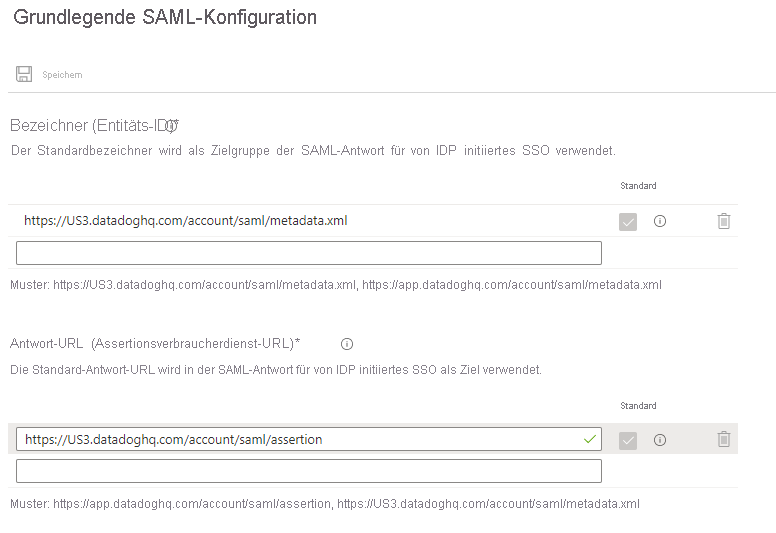 Grundlegende SAML-Konfiguration
Speichern
Bezeichner (Entitäts-ID)*
Der Standardbezeichner wird als Zielgruppe der SAML-Antwort für von IDP initiiertes SSO verwendet.
Standard
https://US3.datadoghq.com/account/saml/metadata.xml
Muster: https://US3.datadoghq.com/account/saml/metadata.xml, https://app.datadoghq.com/account/saml/metadata.xml
Antwort-URL (Assertionsverbraucherdienst-URL)*
Die Standard-Antwort-URL wird in der SAML-Antwort für von IDP initiiertes SSO als Ziel verwendet.
Standard
https://US3.datadoghq.com/account/saml/assertion
Muster: https://app.datadoghq.com/account/saml/assertion, https://US3.datadoghq.com/account/saml/metadata.xml